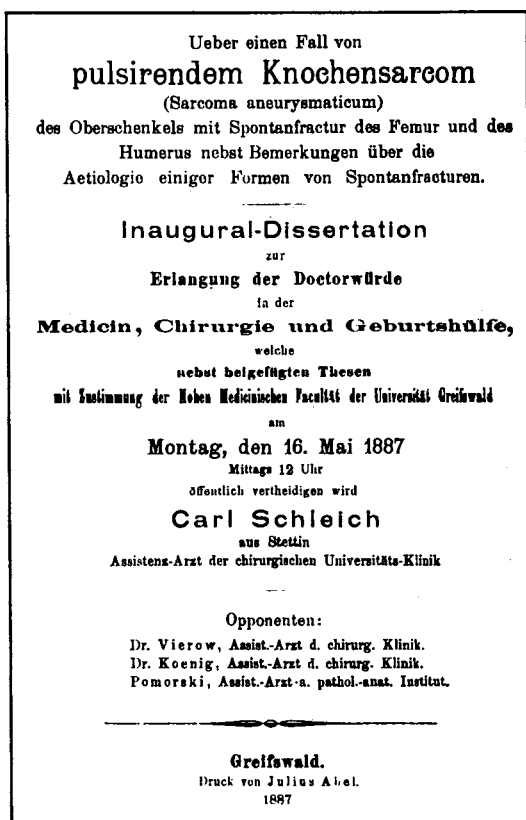 Ueber einen Fall von
pulsirendem Knochensarcom
(Sarcoma aneurysmaticum)
des Oberschenkels mit Spontanfractur des Femur und des
Humerus nebst Bemerkungen über die
Aetiologie einiger Formen von Spontanfracturen.
Inaugural-Dissertation
zur
Erlangung der Doctorwürde
in der
Medicin, Chirurgie und Geburtshülfe,
welche
nebst beigefügten Thesen
mit Zustimmung der Hohen Medicinischen Facultät der Universität Greifswald
am
Montag, den 16. Mai 1887
Mittags 12 Uhr
öffentlich vertheidigen wird
Carl Schleich
aus Stettin
Assistenz-Arzt der chirurgischen Universitäts-Klinik
Opponenten:
Dr. Vierow, Assist.-Arzt d. chirurg. Klinik.
Dr. Koenig, Assist.-Arzt d. chirurg. Klinik.
Pomorski, Assist.-Arzt a. pathol.-anat. Institut.
Greifswald.
Druck von Julius Abel.
1887